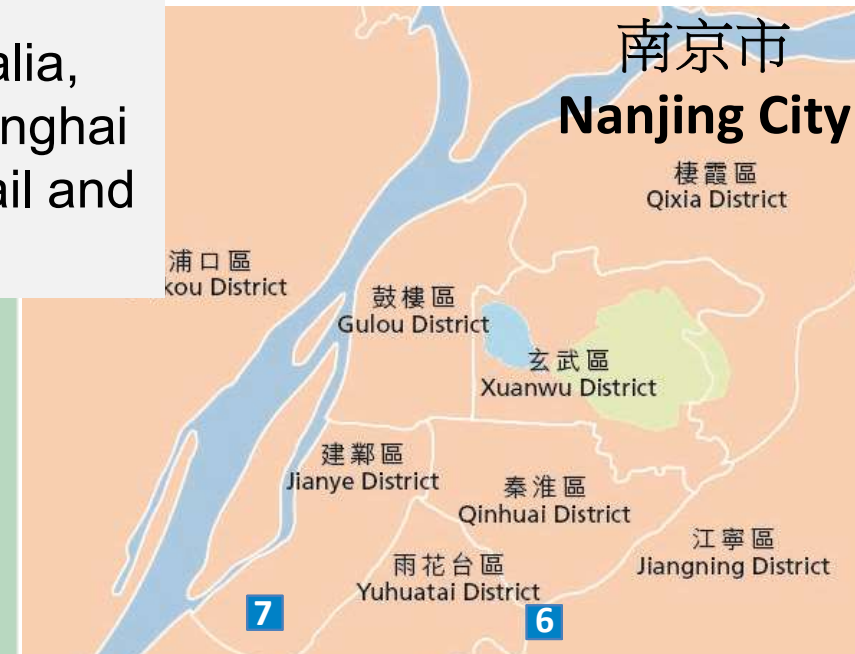 alia,
nghai
ail and
南京市
Nanjing City
棲霞區
Qixia District
浦口區
kou District
鼓樓區
Gulou District
玄武區
Xuanwu District
建鄴區
Jianye District
秦淮區
Qinhuai District
江寧區
Jiangning District
雨花台區
Yuhuatai District
7
6